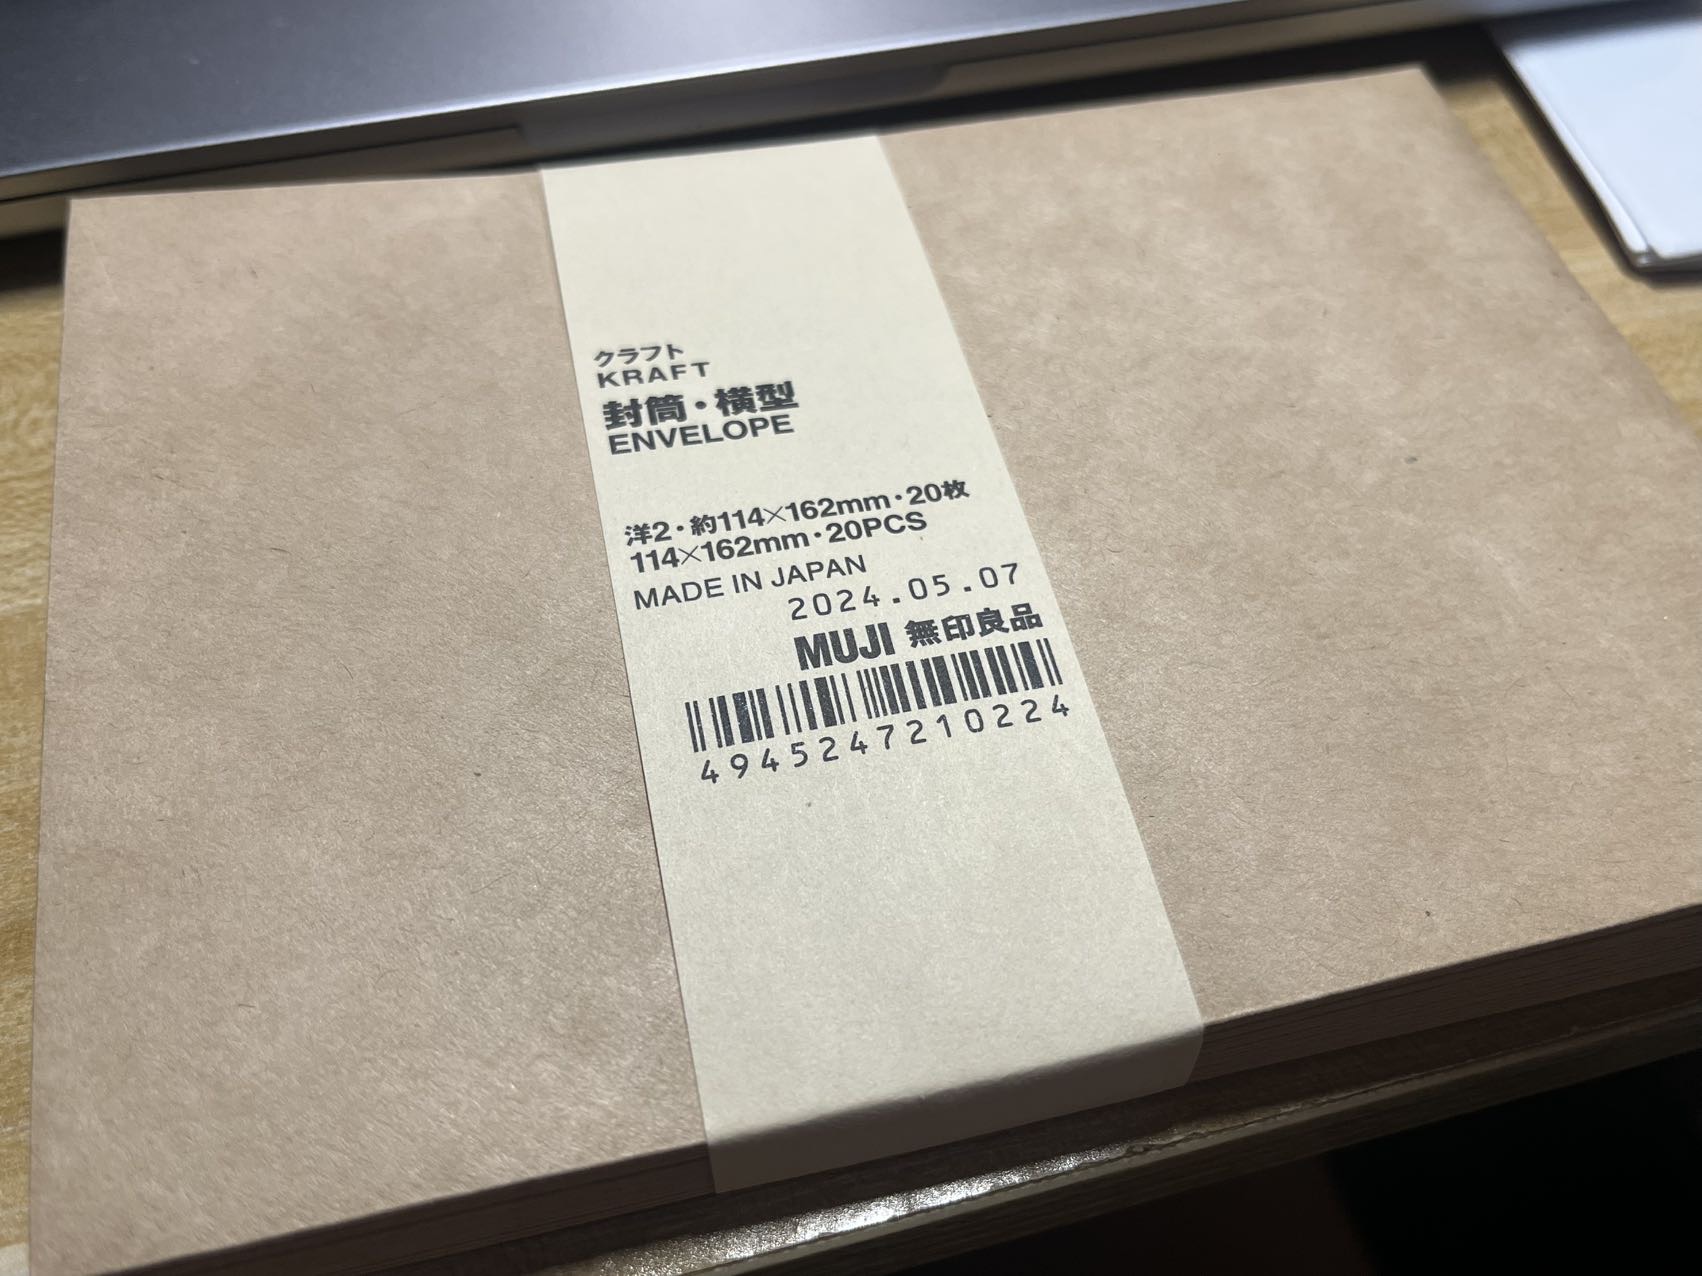 クラフト
KRAFT
封筒・横型
ENVELOPE
洋2・約114×162mm・20枚
114×162mm・20PCS
MADE IN JAPAN
2024.05.07
MUJI 無印良品
4945247210224